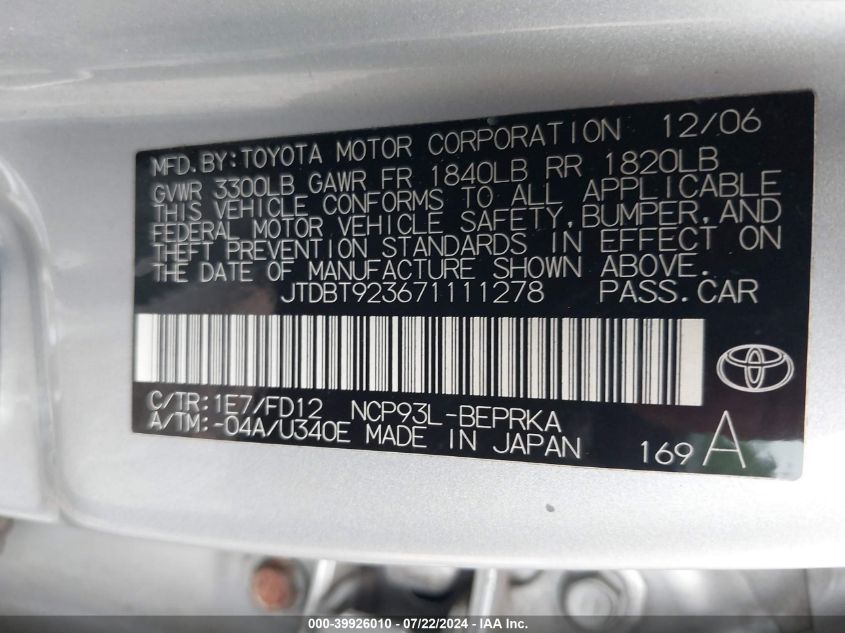 MFD.BY:TOYOTA MOTOR CORPORATION 12/06
GVWR 3300LB GAWR FR 1840LB RR 1820LB
THIS VEHICLE CONFORMS TO ALL APPLICABLE
FEDERAL MOTOR VEHICLE SAFETY,BUMPER,AND
THEFT PREVENTION STANDARDS IN EFFECT ON
THE DATE OF MANUFACTURE SHOWN ABOVE.
JTDBT923671111278 PASS.CAR
C/TR:1E7/FD12 NCP93L-BEPRKA
A/TM:-04A/U340E MADE IN JAPAN
169 A
000-39926010 - 07/22/2024 - IAA Inc.